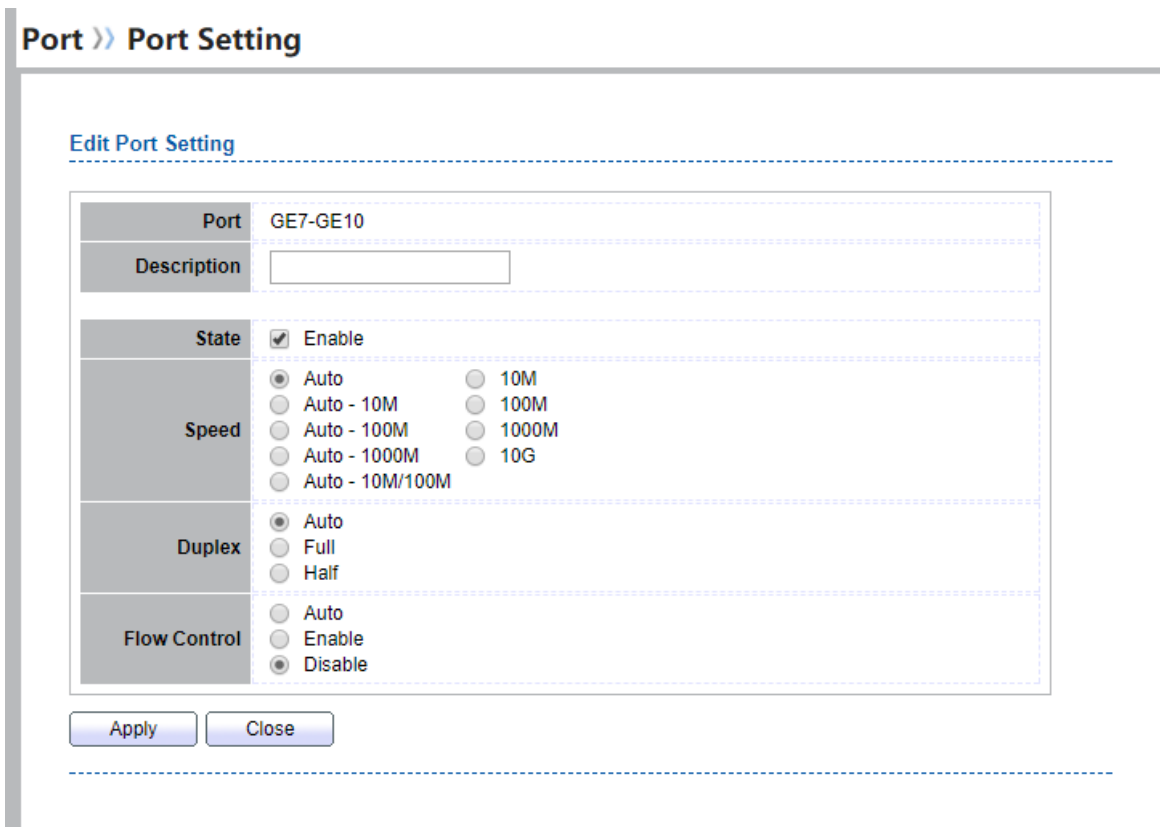 Port » Port Setting
Edit Port Setting
Port GE7-GE10
Description
State Enable
Speed
Auto 10M
Auto - 10M 100M
Auto - 100M 1000M
Auto - 1000M 10G
Auto - 10M/100M
Duplex
Auto
Full
Half
Flow Control
Auto
Enable
Disable
Apply Close